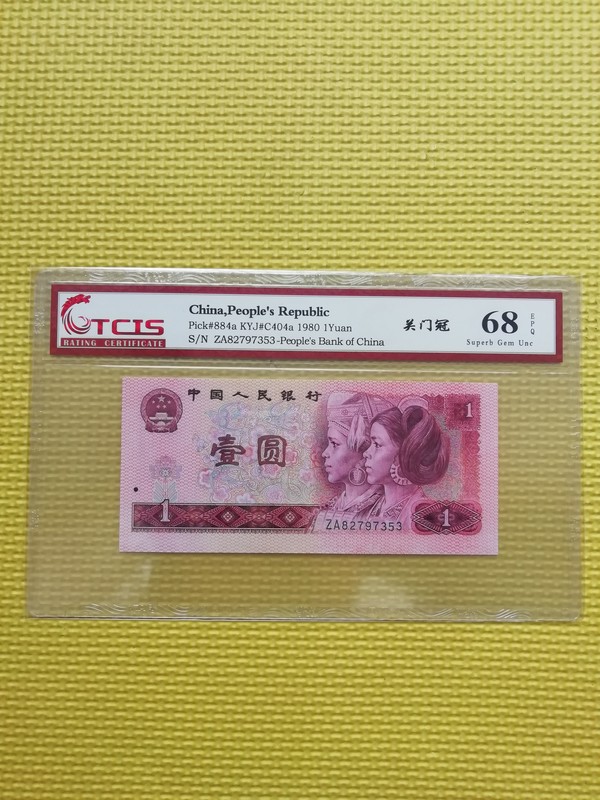 TCIS
RATING CERTIFICATE
China,People's Republic
Pick#884a KYJ#C404a 1980 1Yuan
S/N ZA82797353-People's Bank of China
关门冠
68
EPQ
Superb Gem Unc
中国人民银行
1
壹圆
ZA82797353
1
1